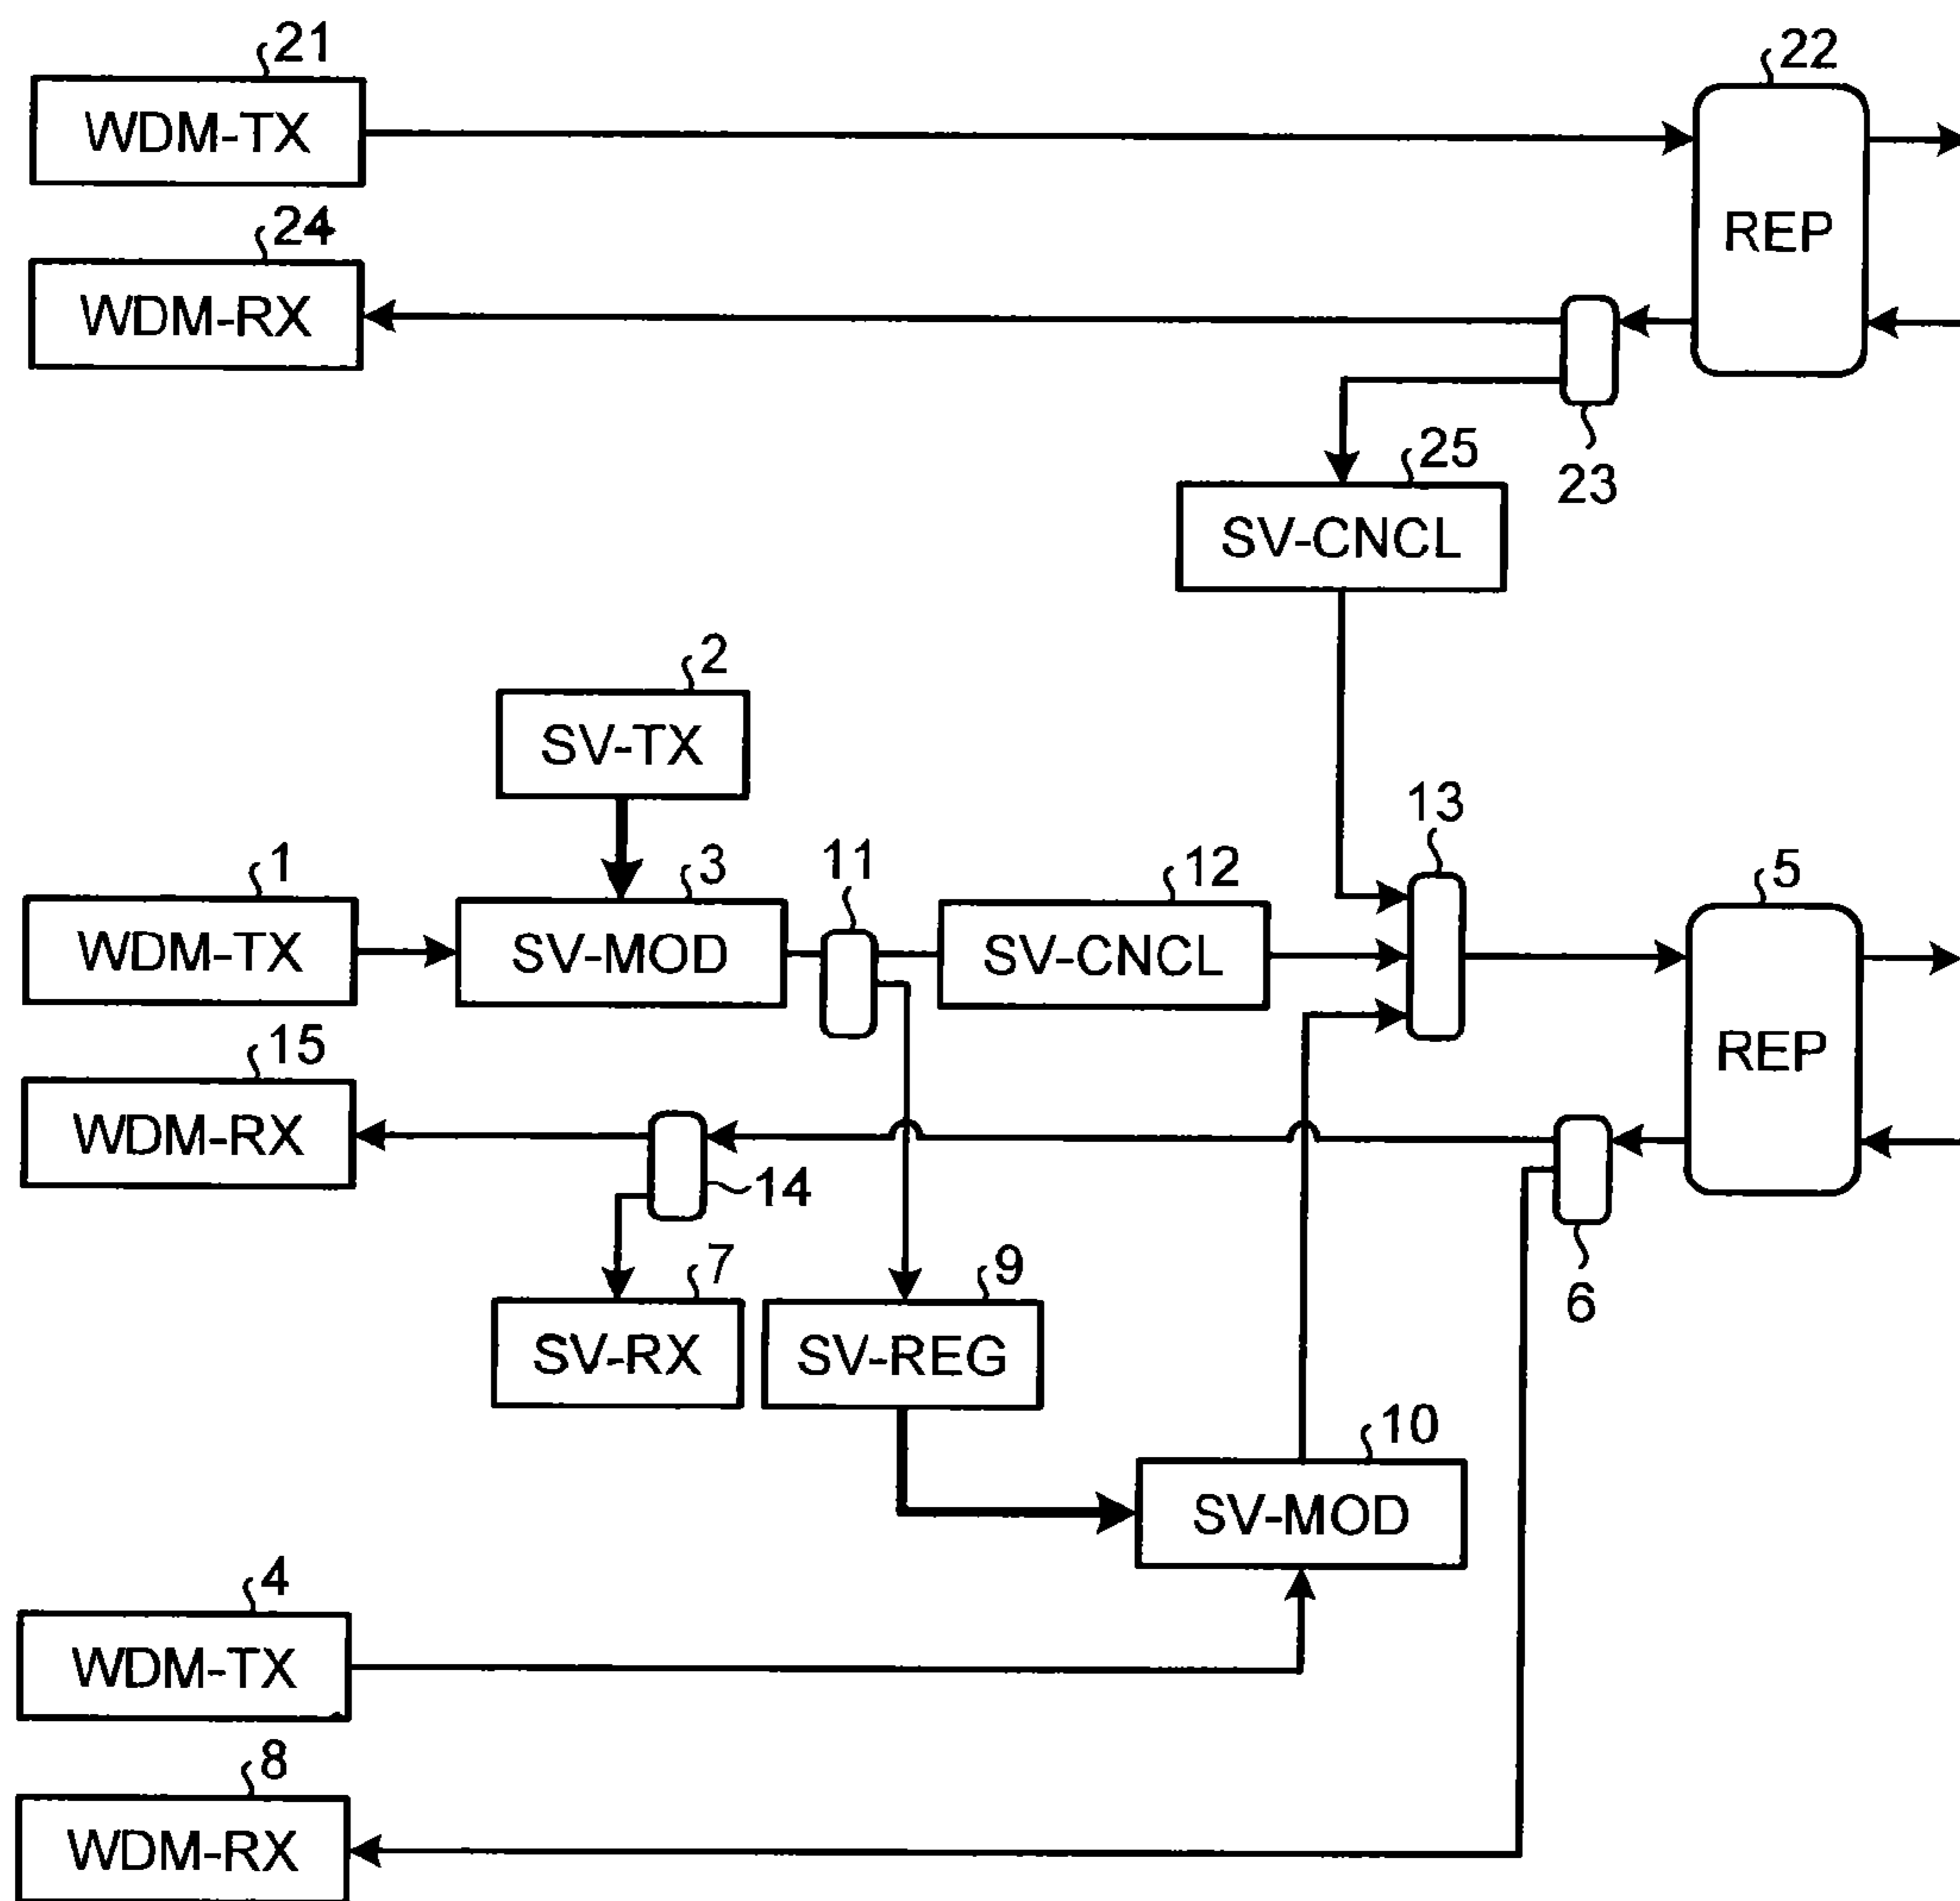 21
22
WDM-TX
24
REP
WDM-RX
23
25
SV-CNCL
2
SV-TX
13
1
3
11
12
5
WDM-TX
SV-MOD
SV-CNCL
15
REP
WDM-RX
14
7
9
6
SV-RX
SV-REG
10
SV-MOD
4
WDM-TX
8
WDM-RX